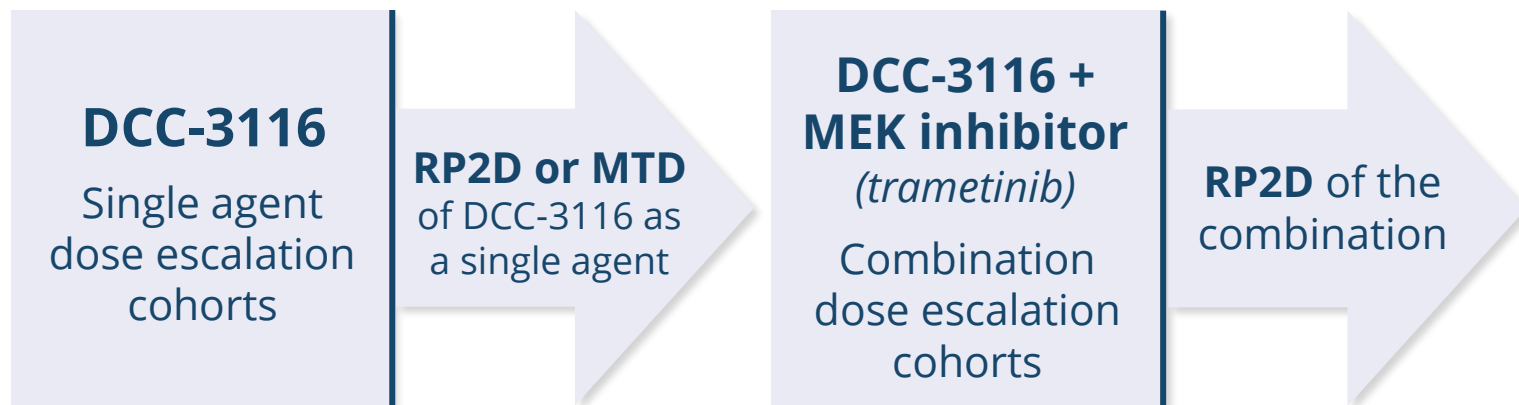 DCC-3116
Single agent
dose escalation
cohorts
RP2D or MTD
of DCC-3116 as
a single agent
DCC-3116 +
MEK inhibitor
(trametinib)
Combination
dose escalation
cohorts
RP2D of the
combination